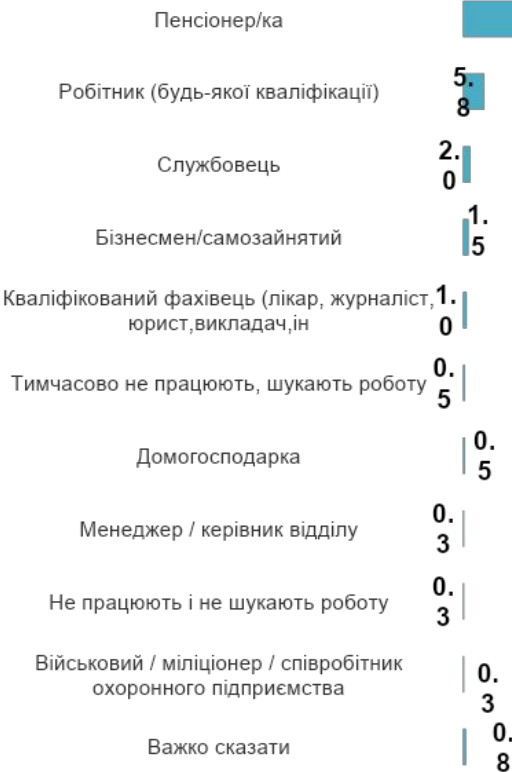 Пенсіонер/ка
Робітник (будь-якої кваліфікації)
5.
8
Службовець
2.
0
Бізнесмен/самозайнятий
1.
5
Кваліфікований фахівець (лікар, журналіст,
юрист,викладач,ін
1.
0
Тимчасово не працюють, шукають роботу
0.
5
Домогосподарка
0.
5
Менеджер / керівник відділу
0.
3
Не працюють і не шукають роботу
0.
3
Військовий / міліціонер / співробітник
охоронного підприємства
0.
3
Важко сказати
0.
8